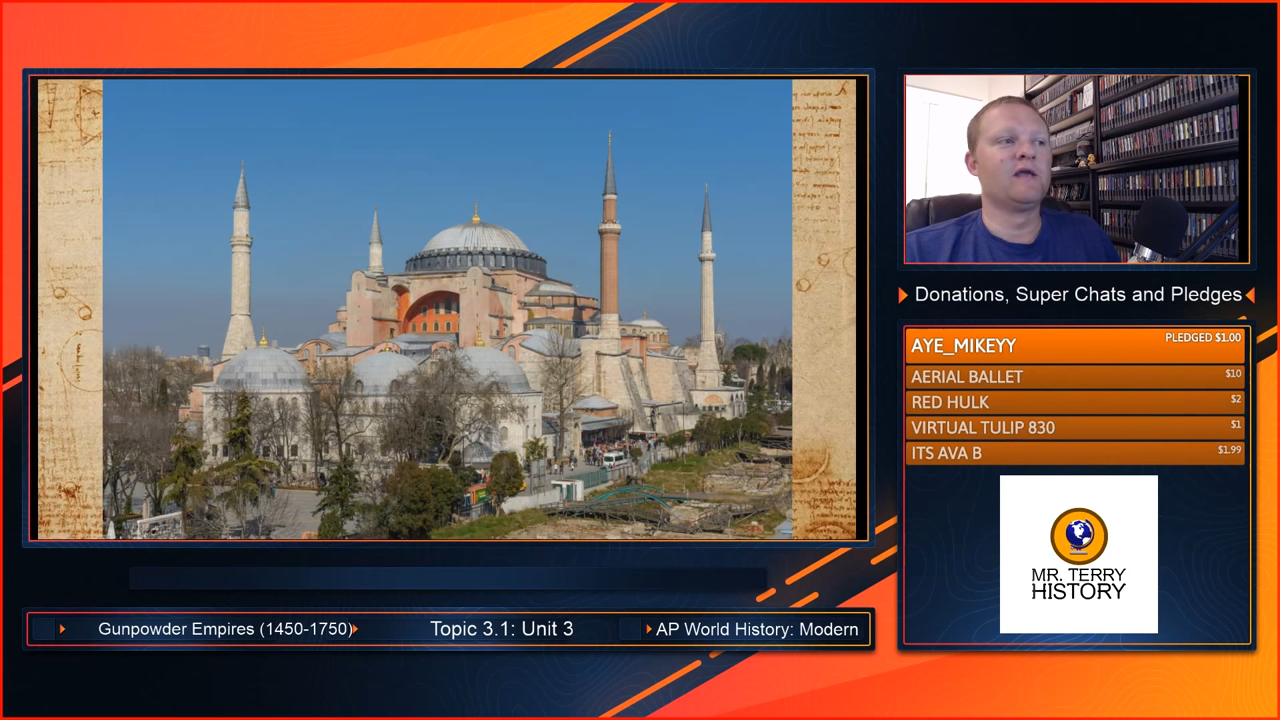 Donations, Super Chats and Pledges
AYE_MIKEYY PLEDGED $1.00
AERIAL BALLET $10
RED HULK $2
VIRTUAL TULIP 830 $1
ITS AVA B $1.99
MR. TERRY
HISTORY
Gunpowder Empires (1450-1750) Topic 3.1: Unit 3 AP World History: Modern